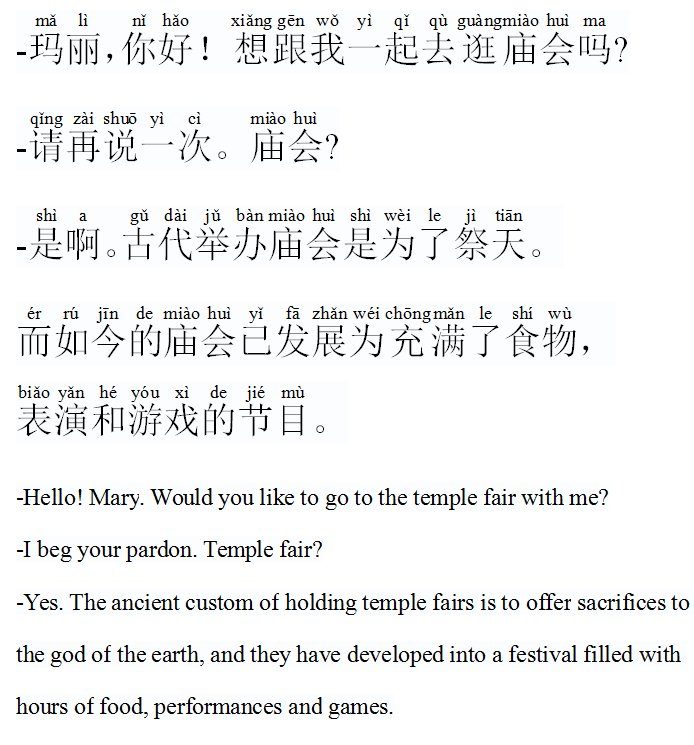 mǎ lì nǐ hǎo xiǎng gēn wǒ yì qǐ qù guàng miào huì ma
-玛丽,你好!想跟我一起去逛庙会吗?
qǐng zài shuō yì cì miào huì
-请再说一次。庙会?
shì a gǔ dài jǔ bàn miào huì shì wèi le jì tiān
-是啊。古代举办庙会是为了祭天。
ér rú jīn de miào huì yǐ fā zhǎn wéi chōng mǎn le shí wù
而如今的庙会已发展为充满了食物,
biǎo yǎn hé yóu xì de jié mù
表演和游戏的节目。
-Hello! Mary. Would you like to go to the temple fair with me?
-I beg your pardon. Temple fair?
-Yes. The ancient custom of holding temple fairs is to offer sacrifices to
the god of the earth, and they have developed into a festival filled with
hours of food, performances and games.